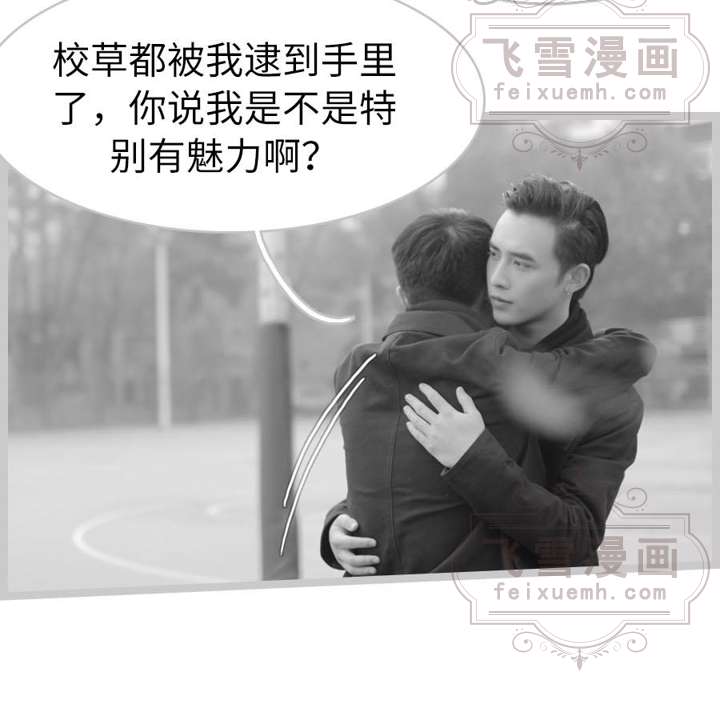 校草都被我逮到手里
了，你说我是不是特
别有魅力啊？
飞雪漫画
feixuemh.com
飞雪漫画
feixuemh.com